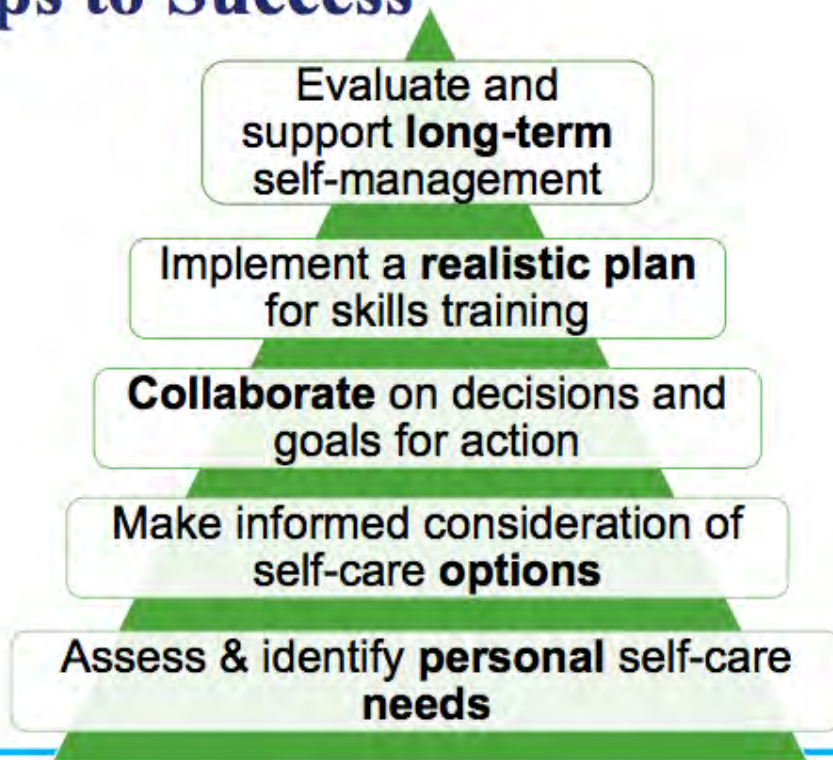 ps to Success
Evaluate and
support long-term
self-management
Implement a realistic plan
for skills training
Collaborate on decisions and
goals for action
Make informed consideration of
self-care options
Assess & identify personal self-care
needs